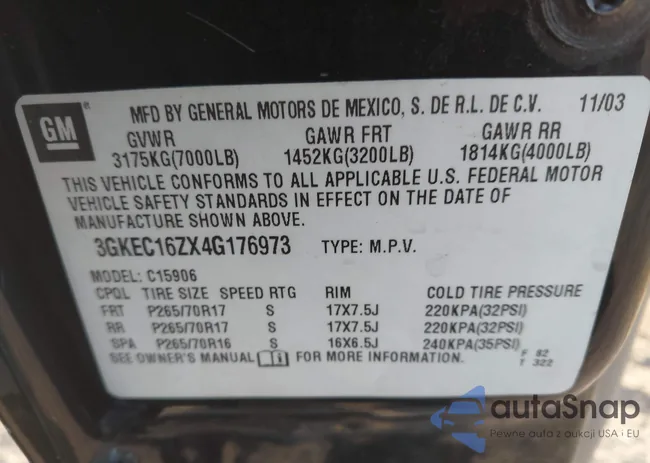 GM ® MFD BY GENERAL MOTORS DE MEXICO, S. DE R.L. DE C.V. 11/03
GVWR GAWR FRT GAWR RR
3175KG(7000LB) 1452KG(3200LB) 1814KG(4000LB)
THIS VEHICLE CONFORMS TO ALL APPLICABLE U.S. FEDERAL MOTOR
VEHICLE SAFETY STANDARDS IN EFFECT ON THE DATE OF
MANUFACTURE SHOWN ABOVE.
3GKEC16ZX4G176973 TYPE: M.P.V.
MODEL: C15906
CPQL TIRE SIZE SPEED RTG RIM COLD TIRE PRESSURE
FRT P265/70R17 S 17X7.5J 220KPA(32PSI)
RR P265/70R17 S 17X7.5J 220KPA(32PSI)
SPA P265/70R16 S 16X6.5J 240KPA(35PSI)
SEE OWNER'S MANUAL FOR MORE INFORMATION.
F 82
T 322
autaSnap
Pewne auta z aukcji USA i EU